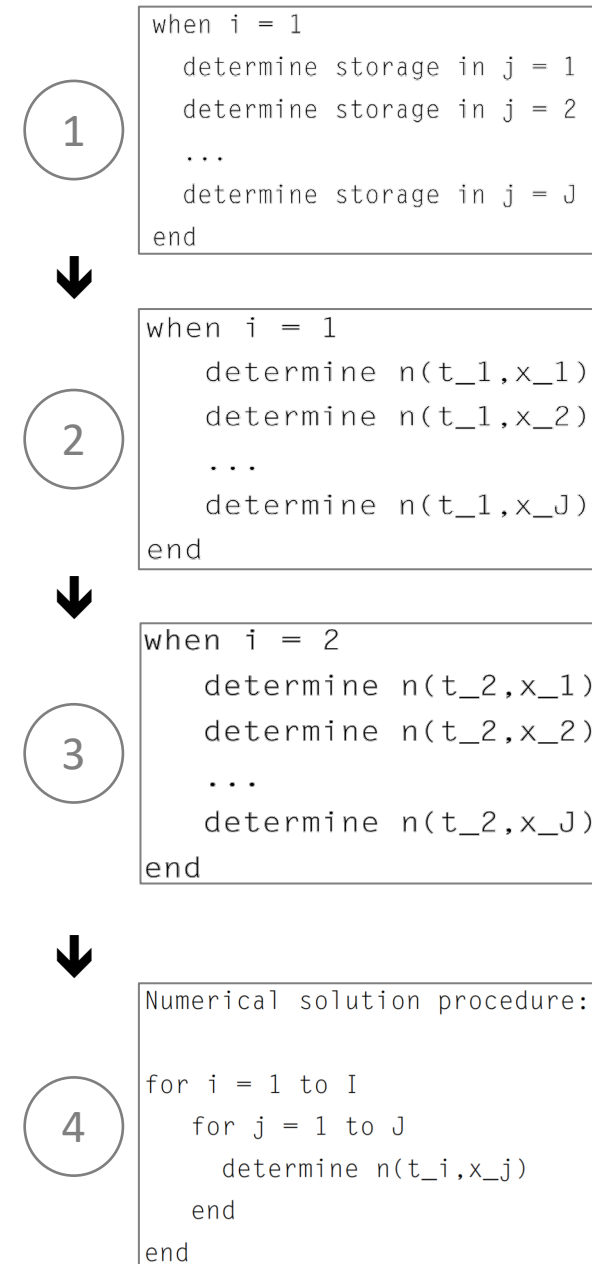 1
when i = 1
determine storage in j = 1
determine storage in j = 2
...
determine storage in j = J
end
2
when i = 1
determine n(t_1,x_1)
determine n(t_1,x_2)
...
determine n(t_1,x_J)
end
3
when i = 2
determine n(t_2,x_1)
determine n(t_2,x_2)
...
determine n(t_2,x_J)
end
4
Numerical solution procedure:
for i = 1 to I
for j = 1 to J
determine n(t_i,x_j)
end
end